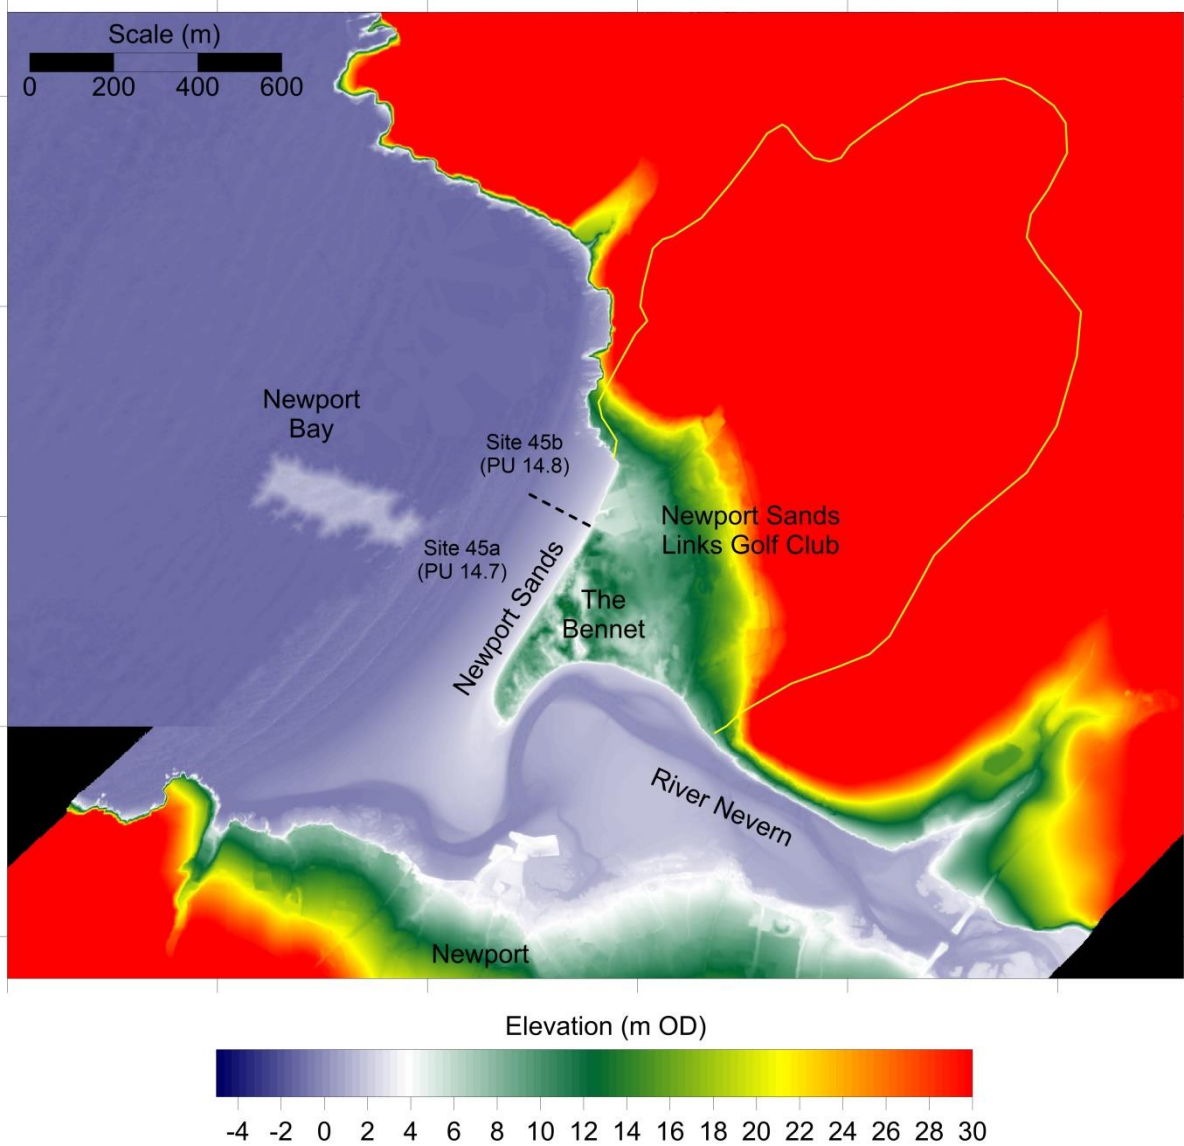 Scale (m)
0 200 400 600
Newport
Bay
Site 45b
(PU 14.8)
Newport Sands
Links Golf Club
Site 45a
(PU 14.7)
Newport Sands
The
Bennet
River Nevern
Newport
Elevation (m OD)
-4 -2 0 2 4 6 8 10 12 14 16 18 20 22 24 26 28 30